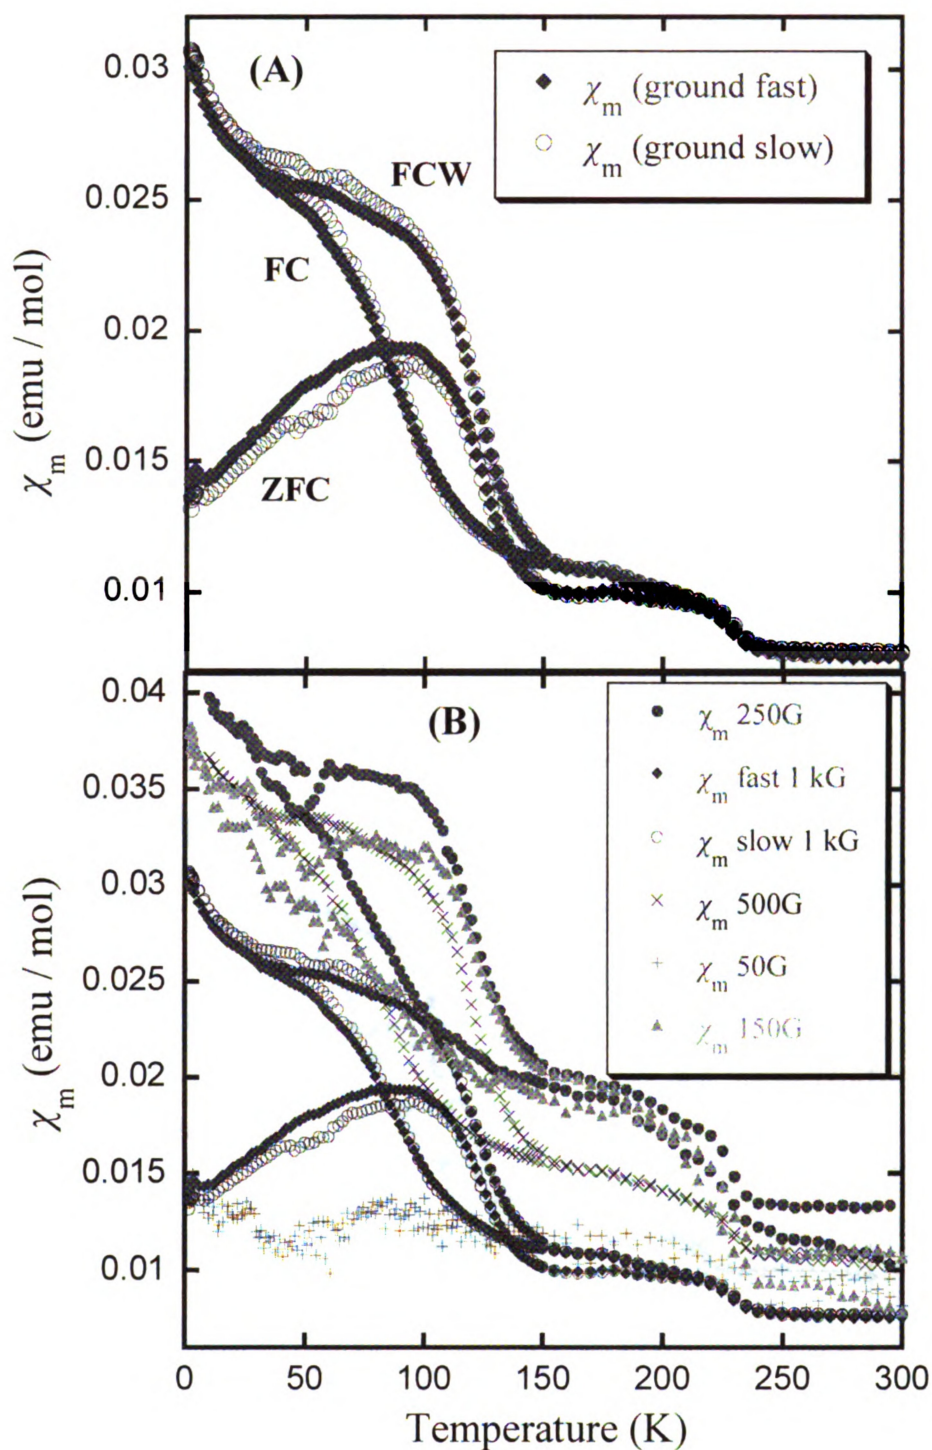 (A)
χm (ground fast)
χm (ground slow)
FCW
FC
ZFC
χm (emu / mol)
0.03
0.025
0.02
0.015
0.01
(B)
χm 250G
χm fast 1 kG
χm slow 1 kG
χm 500G
χm 50G
χm 150G
χm (emu / mol)
0.04
0.035
0.03
0.025
0.02
0.015
0.01
0 50 100 150 200 250 300
Temperature (K)